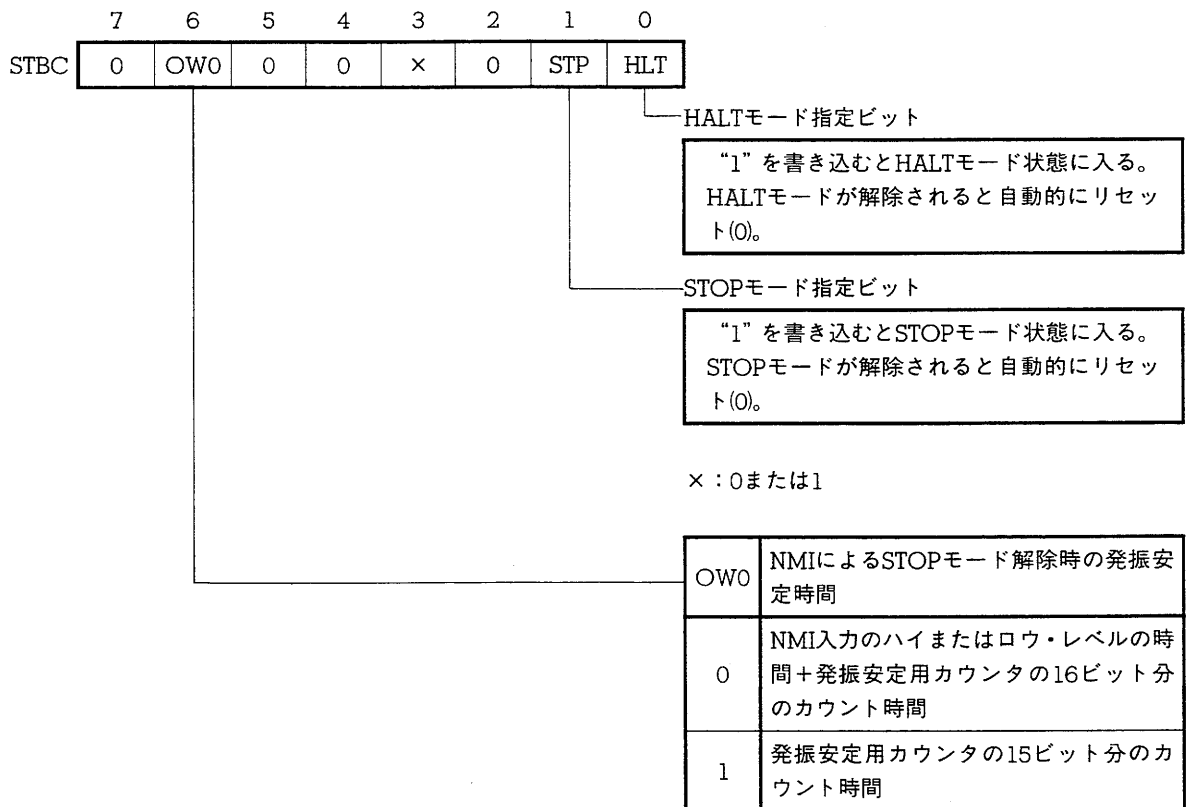 7 6 5 4 3 2 1 0
STBC 0 OW0 0 0 × 0 STP HLT
HALTモード指定ビット
“1”を書き込むとHALTモード状態に入る。
HALTモードが解除されると自動的にリセッ
ト(0)。
STOPモード指定ビット
“1”を書き込むとSTOPモード状態に入る。
STOPモードが解除されると自動的にリセッ
ト(0)。
×：0または1
OW0 NMIによるSTOPモード解除時の発振安
定時間
NMI入力のハイまたはロウ・レベルの時
0 間+発振安定用カウンタの16ビット分
のカウント時間
1 発振安定用カウンタの15ビット分のカ
ウント時間